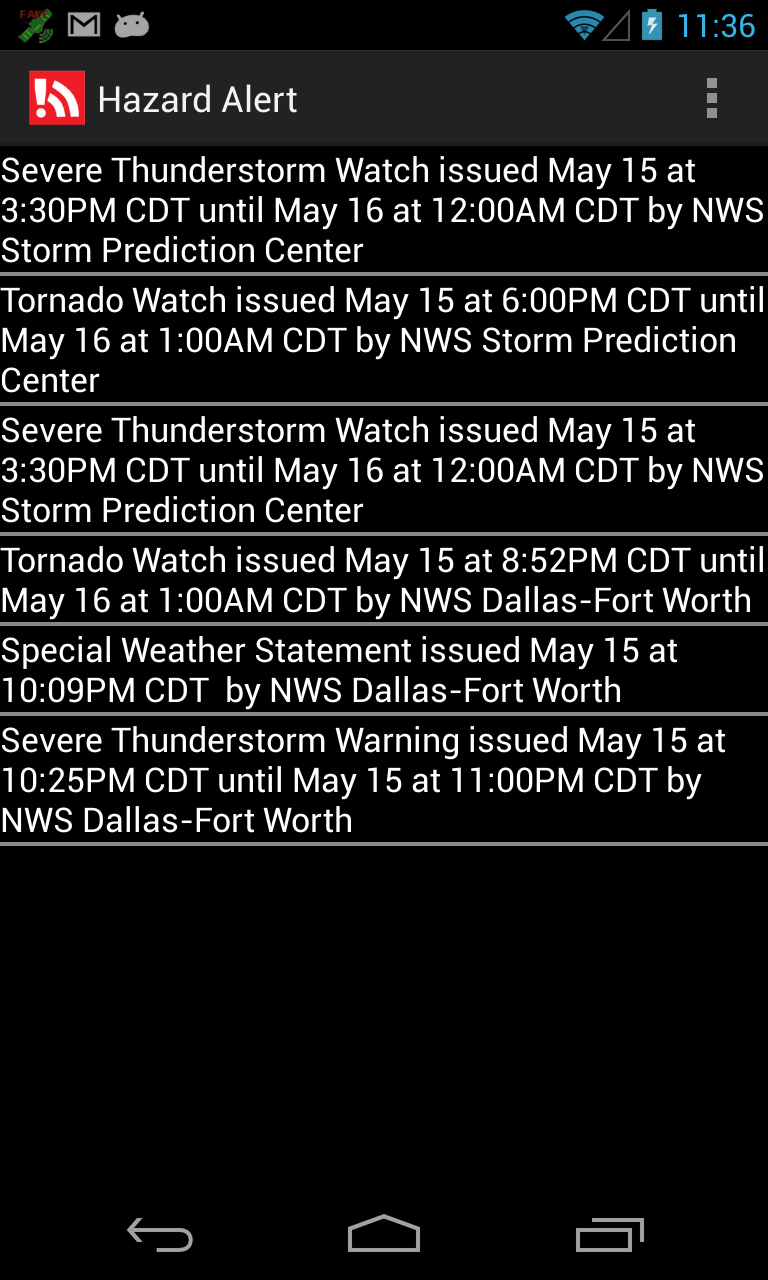 FAKE
11:36
Hazard Alert
Severe Thunderstorm Watch issued May 15 at
3:30PM CDT until May 16 at 12:00AM CDT by NWS
Storm Prediction Center
Tornado Watch issued May 15 at 6:00PM CDT until
May 16 at 1:00AM CDT by NWS Storm Prediction
Center
Severe Thunderstorm Watch issued May 15 at
3:30PM CDT until May 16 at 12:00AM CDT by NWS
Storm Prediction Center
Tornado Watch issued May 15 at 8:52PM CDT until
May 16 at 1:00AM CDT by NWS Dallas-Fort Worth
Special Weather Statement issued May 15 at
10:09PM CDT  by NWS Dallas-Fort Worth
Severe Thunderstorm Warning issued May 15 at
10:25PM CDT until May 15 at 11:00PM CDT by
NWS Dallas-Fort Worth